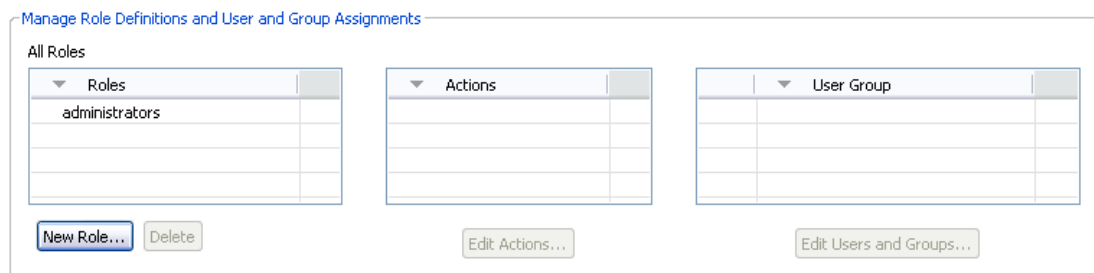 Manage Role Definitions and User and Group Assignments
All Roles
Roles Actions User Group
administrators
New Role... Delete Edit Actions... Edit Users and Groups...